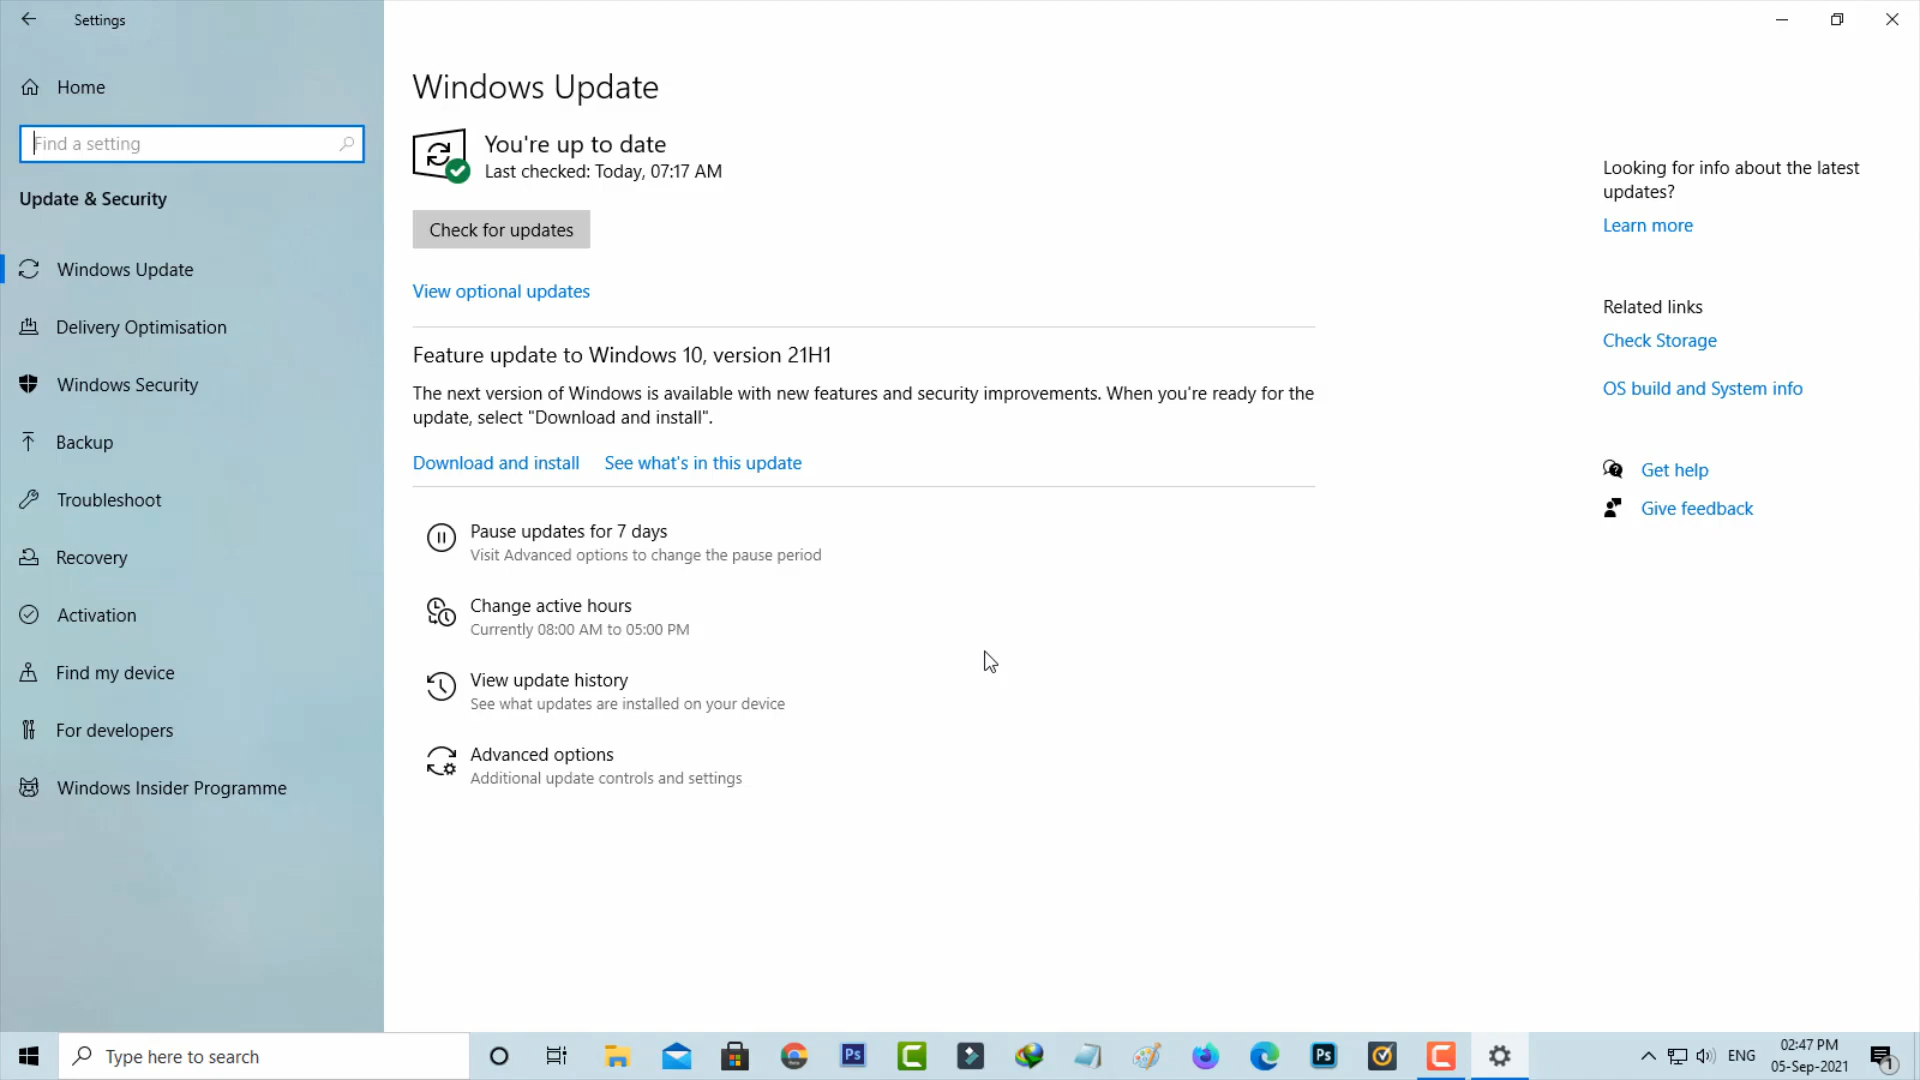 Settings
Home
Find a setting
Update & Security
Windows Update
Delivery Optimisation
Windows Security
Backup
Troubleshoot
Recovery
Activation
Find my device
For developers
Windows Insider Programme
Windows Update
You're up to date
Last checked: Today, 07:17 AM
Check for updates
View optional updates
Feature update to Windows 10, version 21H1
The next version of Windows is available with new features and security improvements. When you're ready for the
update, select "Download and install".
Download and install See what's in this update
Pause updates for 7 days
Visit Advanced options to change the pause period
Change active hours
Currently 08:00 AM to 05:00 PM
View update history
See what updates are installed on your device
Advanced options
Additional update controls and settings
Looking for info about the latest
updates?
Learn more
Related links
Check Storage
OS build and System info
Get help
Give feedback
Type here to search
Ps
Ps
ENG
02:47 PM
05-Sep-2021
1